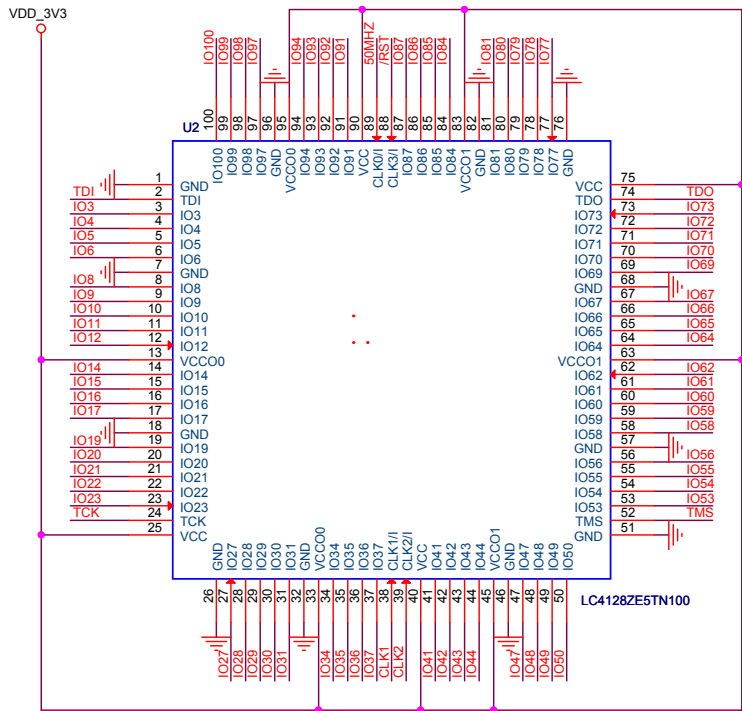 VDD_3V3
IO100 IO99 IO98 IO97 IO94 IO93 IO92 IO91 50MHZ /RST IO87 IO86 IO85 IO84 IO81 IO80 IO79 IO78 IO77
U2
100 99 98 97 96 95 94 93 92 91 90 89 88 87 86 85 84 83 82 81 80 79 78 77 76
IO100 IO99 IO98 IO97 GND VCCO0 IO94 IO93 IO92 IO91 VCC CLK0/I CLK3/I IO87 IO86 IO85 IO84 VCCO1 GND IO81 IO80 IO79 IO78 IO77 GND
1 GND
TDI 2 TDI
IO3 3 IO3
IO4 4 IO4
IO5 5 IO5
IO6 6 IO6
7 GND
IO8 8 IO8
IO9 9 IO9
IO10 10 IO10
IO11 11 IO11
IO12 12 IO12
13 VCCO0
IO14 14 IO14
IO15 15 IO15
IO16 16 IO16
IO17 17 IO17
18 GND
IO19 19 IO19
IO20 20 IO20
IO21 21 IO21
IO22 22 IO22
IO23 23 IO23
TCK 24 TCK
25 VCC
VCC 75
TDO 74 TDO
IO73 73 IO73
IO72 72 IO72
IO71 71 IO71
IO70 70 IO70
IO69 69 IO69
GND 68
IO67 67 IO67
IO66 66 IO66
IO65 65 IO65
IO64 64 IO64
VCCO1 63
IO62 62 IO62
IO61 61 IO61
IO60 60 IO60
IO59 59 IO59
IO58 58 IO58
GND 57
IO56 56 IO56
IO55 55 IO55
IO54 54 IO54
IO53 53 IO53
TMS 52 TMS
GND 51
GND IO27 IO28 IO29 IO30 IO31 GND VCCO0 IO34 IO35 IO36 IO37 CLK1/I CLK2/I VCC IO41 IO42 IO43 IO44 VCCO1 GND IO47 IO48 IO49 IO50
26 27 28 29 30 31 32 33 34 35 36 37 38 39 40 41 42 43 44 45 46 47 48 49 50
LC4128ZE5TN100
IO27 IO28 IO29 IO30 IO31 IO34 IO35 IO36 IO37 CLK1 CLK2 IO41 IO42 IO43 IO44 IO47 IO48 IO49 IO50